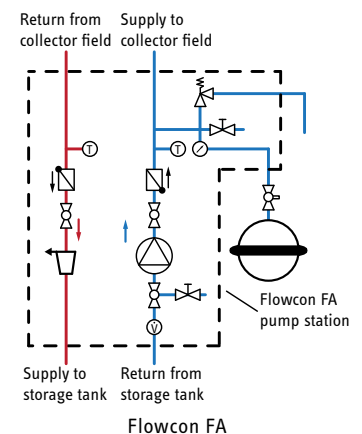 Return from
collector field
Supply to
collector field
T
T
Flowcon FA
pump station
V̇
Supply to
storage tank
Return from
storage tank
Flowcon FA